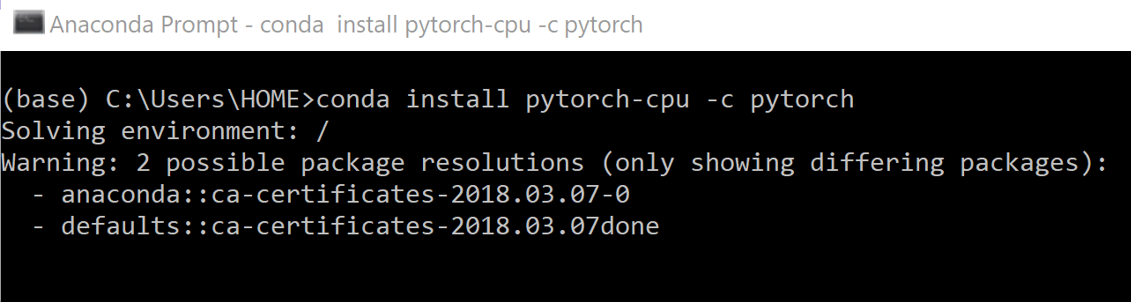 Anaconda Prompt - conda  install pytorch-cpu -c pytorch
(base) C:\Users\HOME>conda install pytorch-cpu -c pytorch
Solving environment: /
Warning: 2 possible package resolutions (only showing differing packages):
  - anaconda::ca-certificates-2018.03.07-0
  - defaults::ca-certificates-2018.03.07done